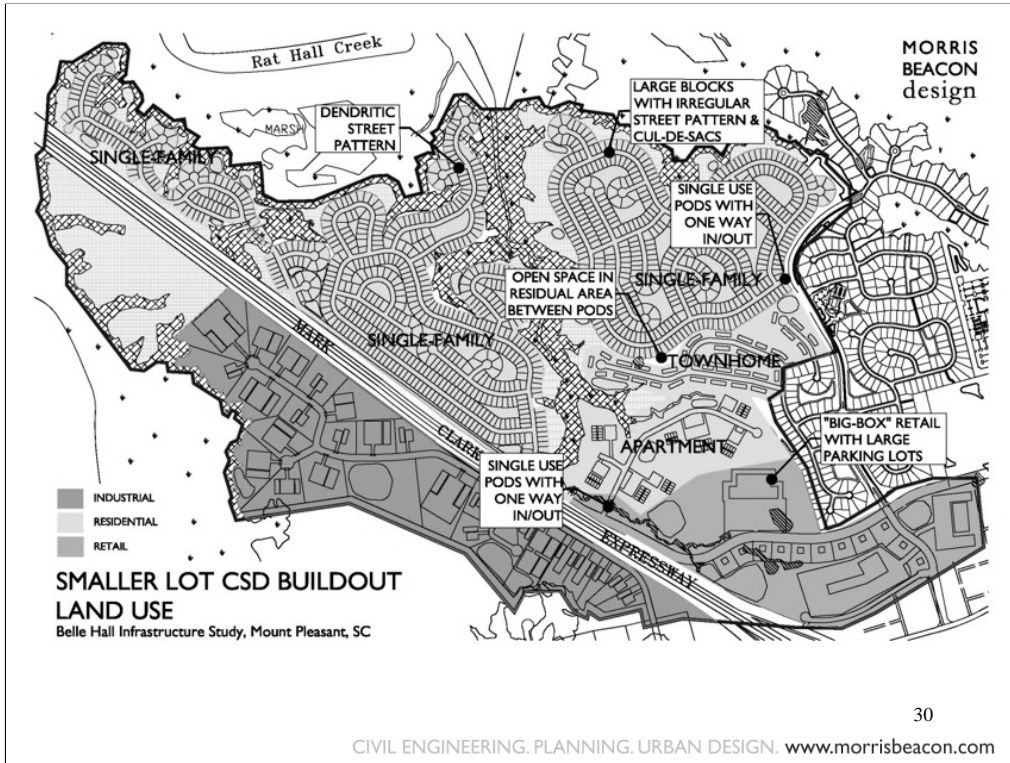 Rat Hall Creek
MORRIS
BEACON
design
DENDRITIC
STREET
PATTERN
LARGE BLOCKS
WITH IRREGULAR
STREET PATTERN &
CUL-DE-SACS
MARSH
SINGLE-FAMILY
SINGLE USE
PODS WITH
ONE WAY
IN/OUT
OPEN SPACE IN
RESIDUAL AREA
BETWEEN PODS
SINGLE-FAMILY
MARK
SINGLE-FAMILY
TOWNHOME
CLARK
APARTMENT
"BIG-BOX" RETAIL
WITH LARGE
PARKING LOTS
SINGLE USE
PODS WITH
ONE WAY
IN/OUT
EXPRESSWAY
INDUSTRIAL
RESIDENTIAL
RETAIL
SMALLER LOT CSD BUILDOUT
LAND USE
Belle Hall Infrastructure Study, Mount Pleasant, SC
30
CIVIL ENGINEERING. PLANNING. URBAN DESIGN. www.morrisbeacon.com